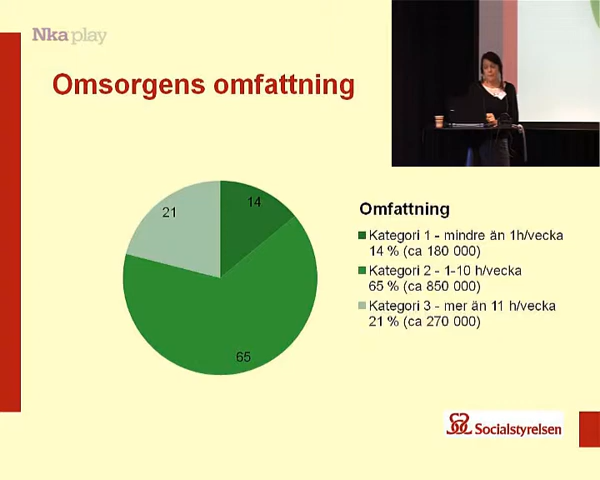 Nka play
Omsorgens omfattning
21
14
65
Omfattning
Kategori 1 - mindre än 1h/vecka
14 % (ca 180 000)
Kategori 2 - 1-10 h/vecka
65 % (ca 850 000)
Kategori 3 - mer än 11 h/vecka
21 % (ca 270 000)
Socialstyrelsen